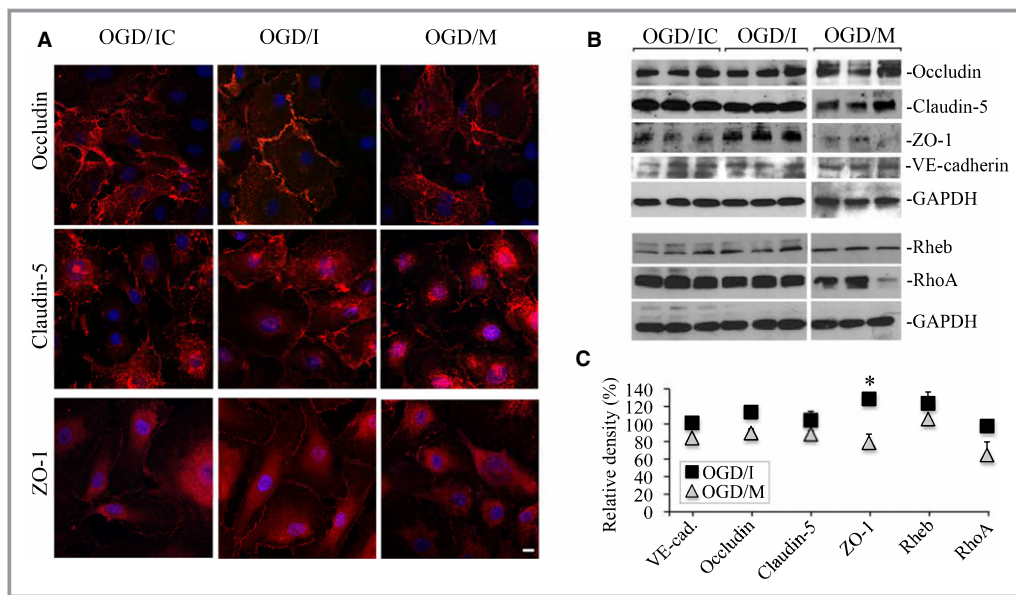 A
OGD/IC OGD/I OGD/M
Occludin
Claudin-5
ZO-1
B
OGD/IC OGD/I OGD/M
-Occludin
-Claudin-5
-ZO-1
-VE-cadherin
-GAPDH
-Rheb
-RhoA
-GAPDH
C
Relative density (%)
140
120
100
80
60
40
20
0
*
OGD/I
OGD/M
VE-cad. Occludin Claudin-5 ZO-1 Rheb RhoA